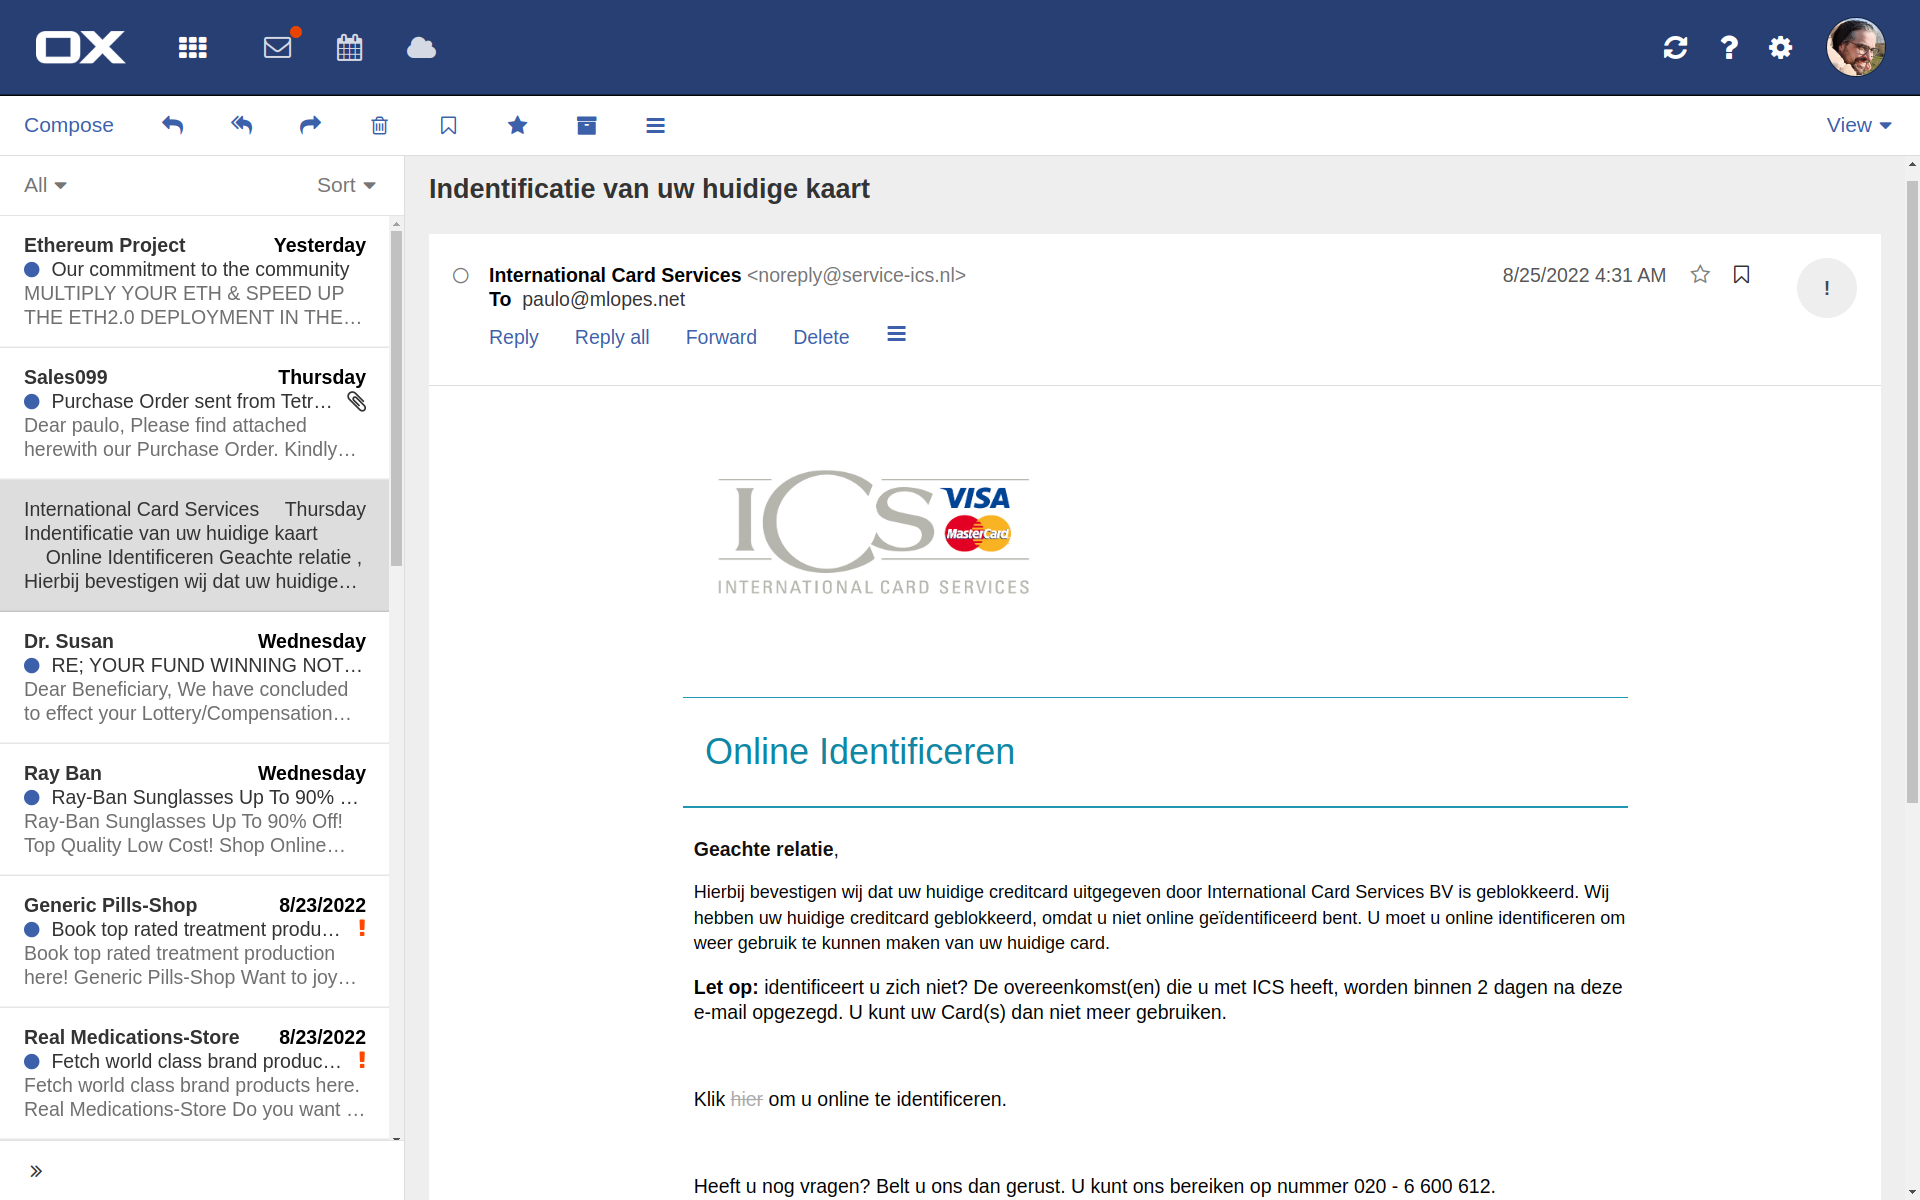 OX
Compose
View
All
Sort
Ethereum Project Yesterday
Our commitment to the community
MULTIPLY YOUR ETH & SPEED UP
THE ETH2.0 DEPLOYMENT IN THE…
Sales099 Thursday
Purchase Order sent from Tetr…
Dear paulo, Please find attached
herewith our Purchase Order. Kindly…
International Card Services Thursday
Indentificatie van uw huidige kaart
Online Identificeren Geachte relatie ,
Hierbij bevestigen wij dat uw huidige…
Dr. Susan Wednesday
RE; YOUR FUND WINNING NOT…
Dear Beneficiary, We have concluded
to effect your Lottery/Compensation…
Ray Ban Wednesday
Ray-Ban Sunglasses Up To 90% …
Ray-Ban Sunglasses Up To 90% Off!
Top Quality Low Cost! Shop Online…
Generic Pills-Shop 8/23/2022
Book top rated treatment produ… !
Book top rated treatment production
here! Generic Pills-Shop Want to joy…
Real Medications-Store 8/23/2022
Fetch world class brand produc… !
Fetch world class brand products here.
Real Medications-Store Do you want …
»
Indentificatie van uw huidige kaart
International Card Services <noreply@service-ics.nl> 8/25/2022 4:31 AM !
To paulo@mlopes.net
Reply Reply all Forward Delete
ICS VISA
MasterCard
INTERNATIONAL CARD SERVICES
Online Identificeren
Geachte relatie,
Hierbij bevestigen wij dat uw huidige creditcard uitgegeven door International Card Services BV is geblokkeerd. Wij
hebben uw huidige creditcard geblokkeerd, omdat u niet online geïdentificeerd bent. U moet u online identificeren om
weer gebruik te kunnen maken van uw huidige card.
Let op: identificeert u zich niet? De overeenkomst(en) die u met ICS heeft, worden binnen 2 dagen na deze
e-mail opgezegd. U kunt uw Card(s) dan niet meer gebruiken.
Klik hier om u online te identificeren.
Heeft u nog vragen? Belt u ons dan gerust. U kunt ons bereiken op nummer 020 - 6 600 612.